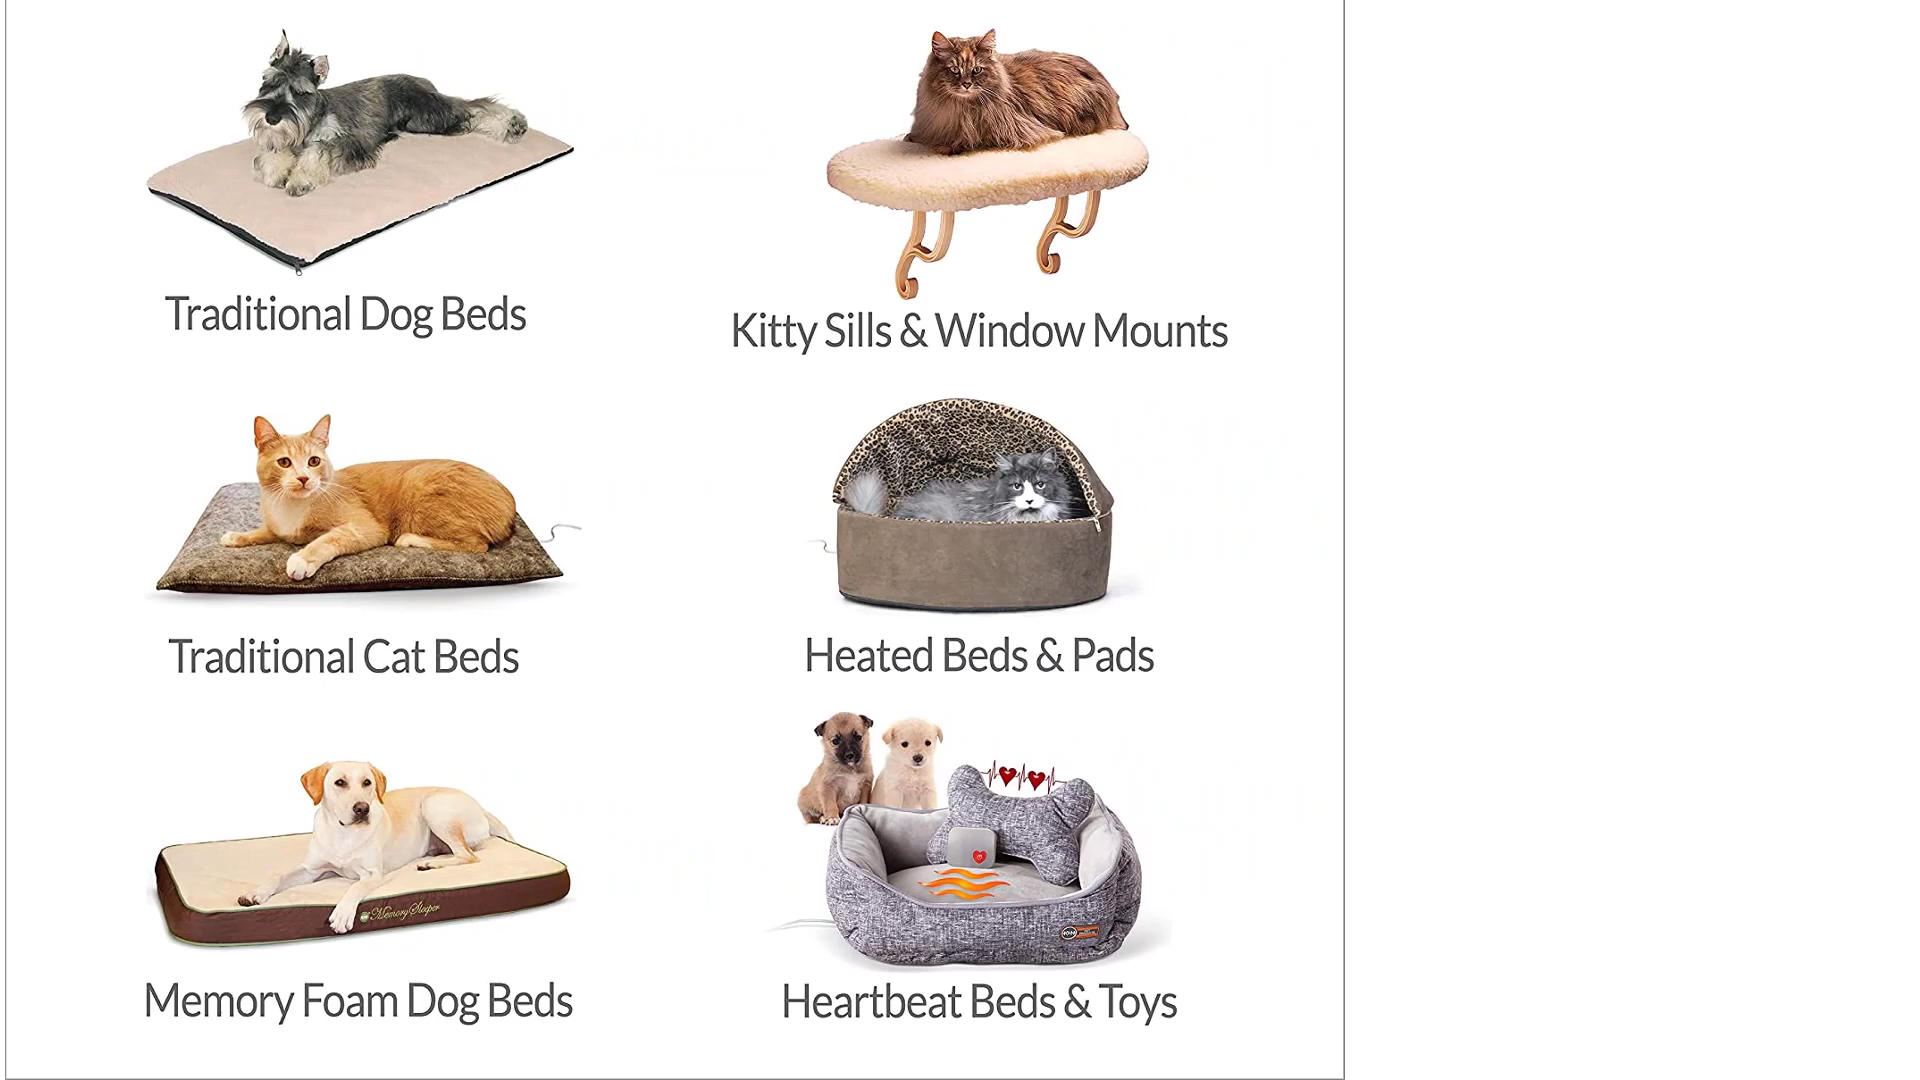 Traditional Dog Beds
Kitty Sills & Window Mounts
Traditional Cat Beds
Heated Beds & Pads
MemorySleeper
Memory Foam Dog Beds
Heartbeat Beds & Toys